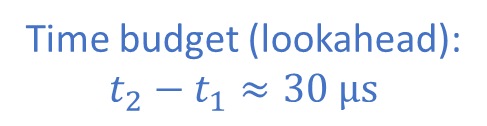 Time budget (lookahead):
t₂ − t₁ ≈ 30 μs